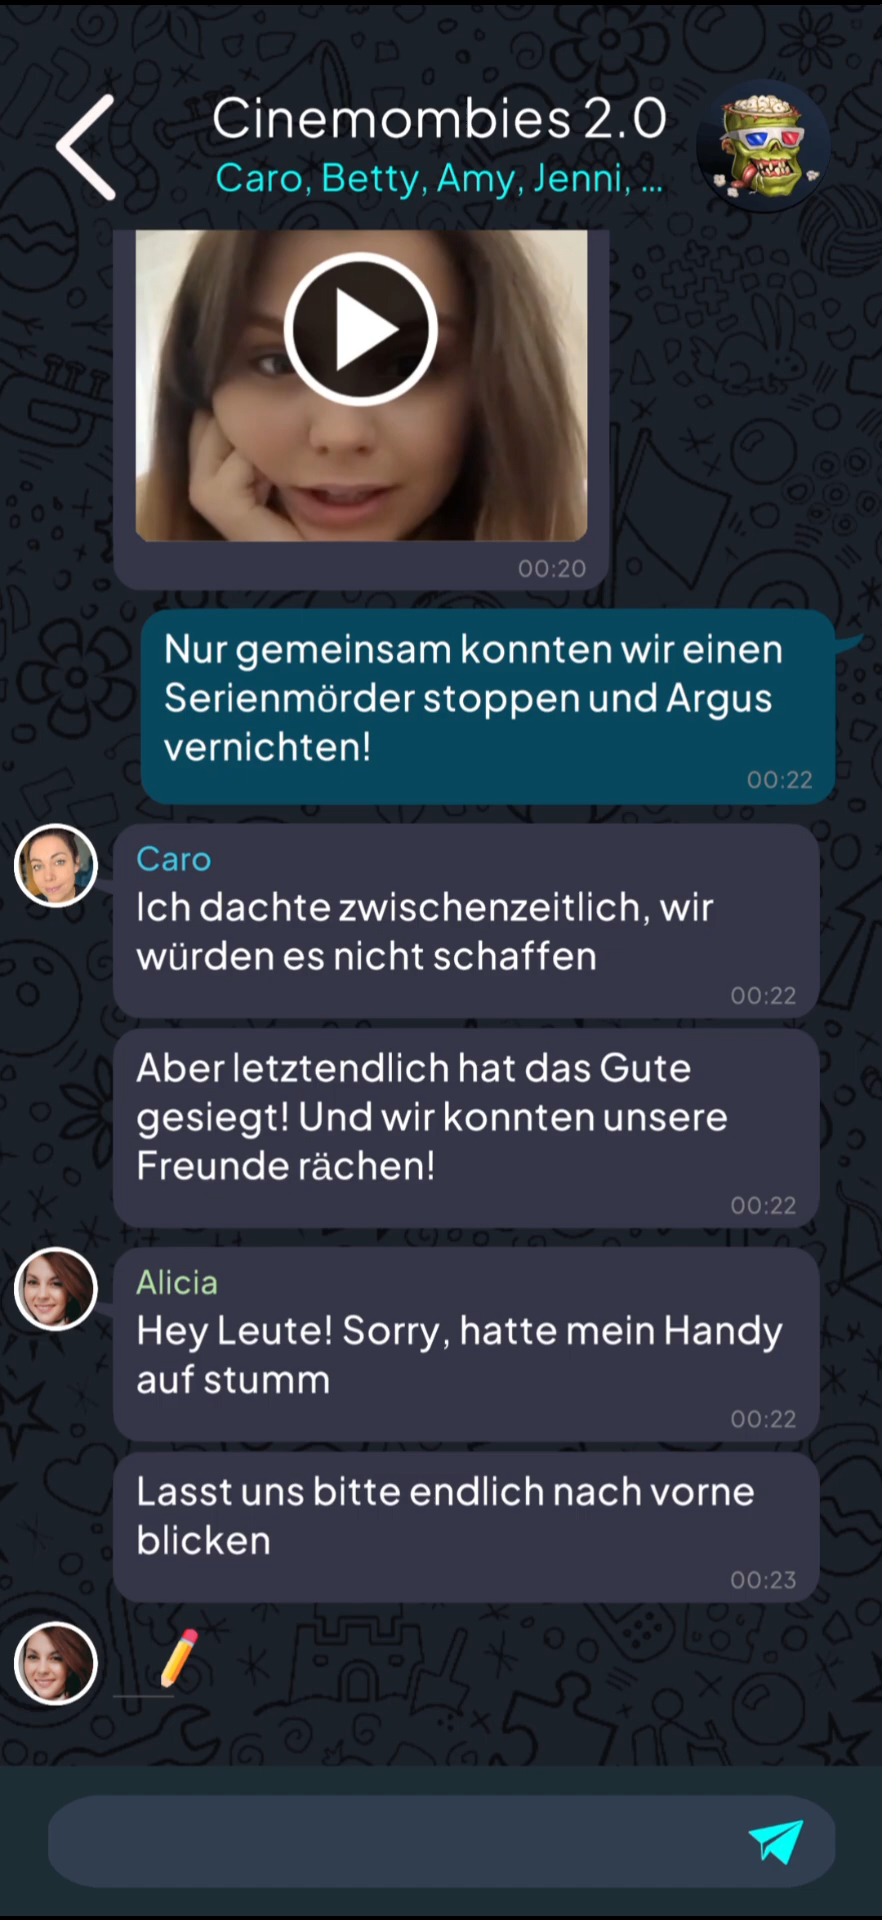 Cinemombies 2.0
Caro, Betty, Amy, Jenni, ...
00:20
Nur gemeinsam konnten wir einen
Serienmörder stoppen und Argus
vernichten!
00:22
Caro
Ich dachte zwischenzeitlich, wir
würden es nicht schaffen
00:22
Aber letztendlich hat das Gute
gesiegt! Und wir konnten unsere
Freunde rächen!
00:22
Alicia
Hey Leute! Sorry, hatte mein Handy
auf stumm
00:22
Lasst uns bitte endlich nach vorne
blicken
00:23